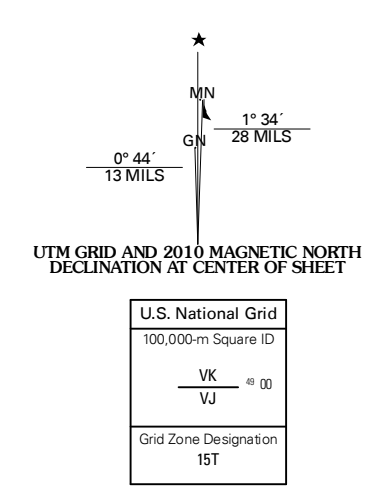 ★
MN
1° 34´
GN
28 MILS
0° 44´
13 MILS
UTM GRID AND 2010 MAGNETIC NORTH
DECLINATION AT CENTER OF SHEET
U.S. National Grid
100,000-m Square ID
VK
49 00
VJ
Grid Zone Designation
15T